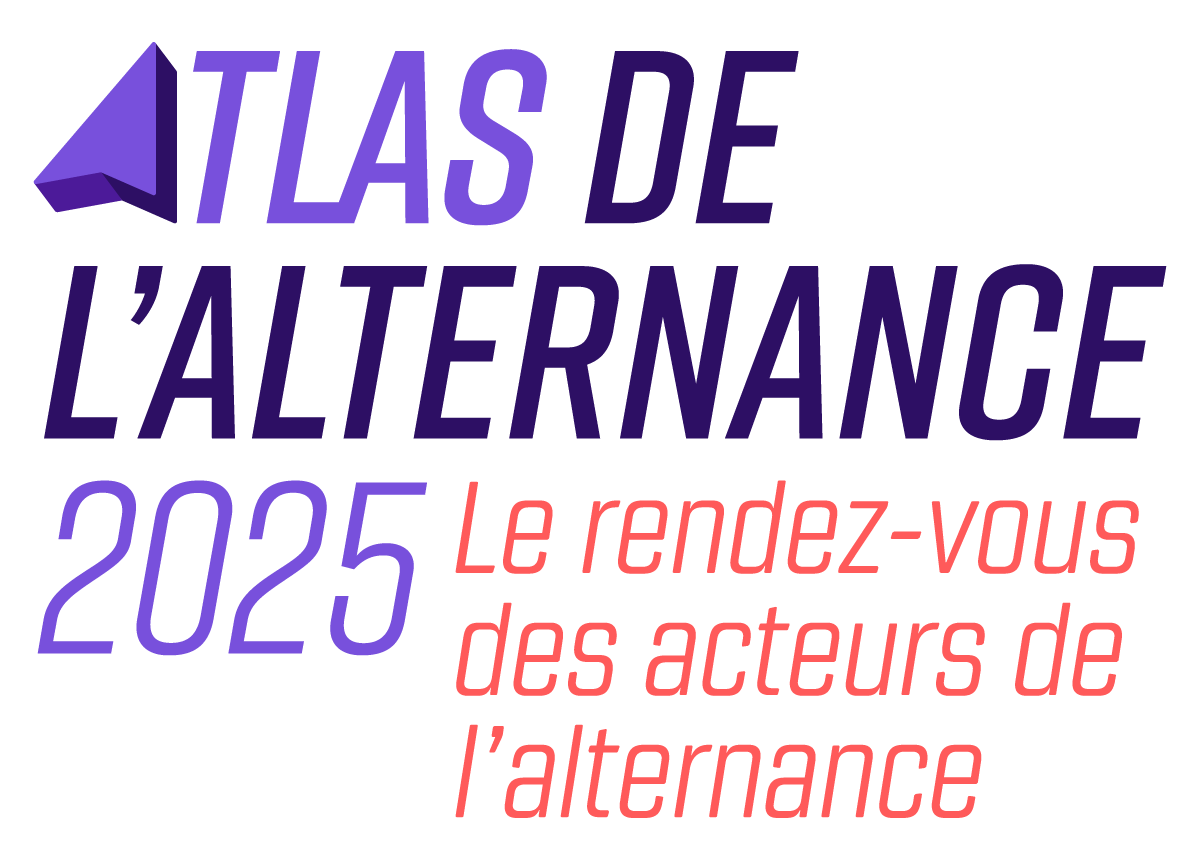 ATLAS DE
L’ALTERNANCE
2025
Le rendez-vous
des acteurs de
l’alternance